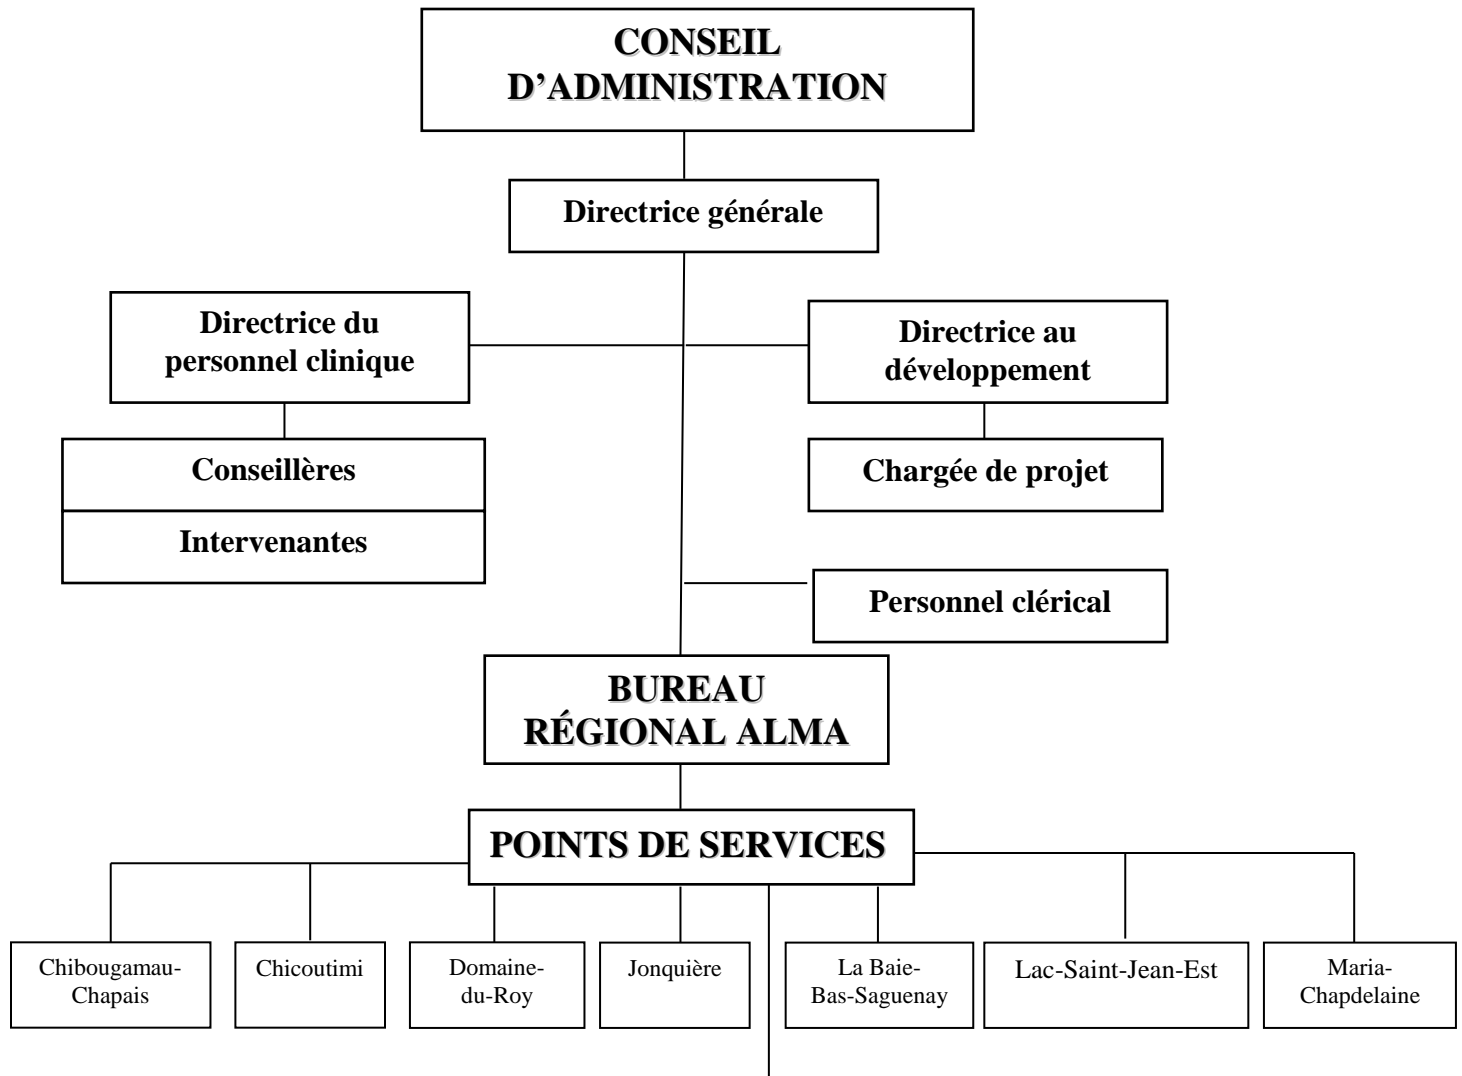 CONSEIL
D’ADMINISTRATION
Directrice générale
Directrice du
personnel clinique
Directrice au
développement
Conseillères
Chargée de projet
Intervenantes
Personnel clérical
BUREAU
RÉGIONAL ALMA
POINTS DE SERVICES
Chibougamau-
Chapais
Chicoutimi
Domaine-
du-Roy
Jonquière
La Baie-
Bas-Saguenay
Lac-Saint-Jean-Est
Maria-
Chapdelaine